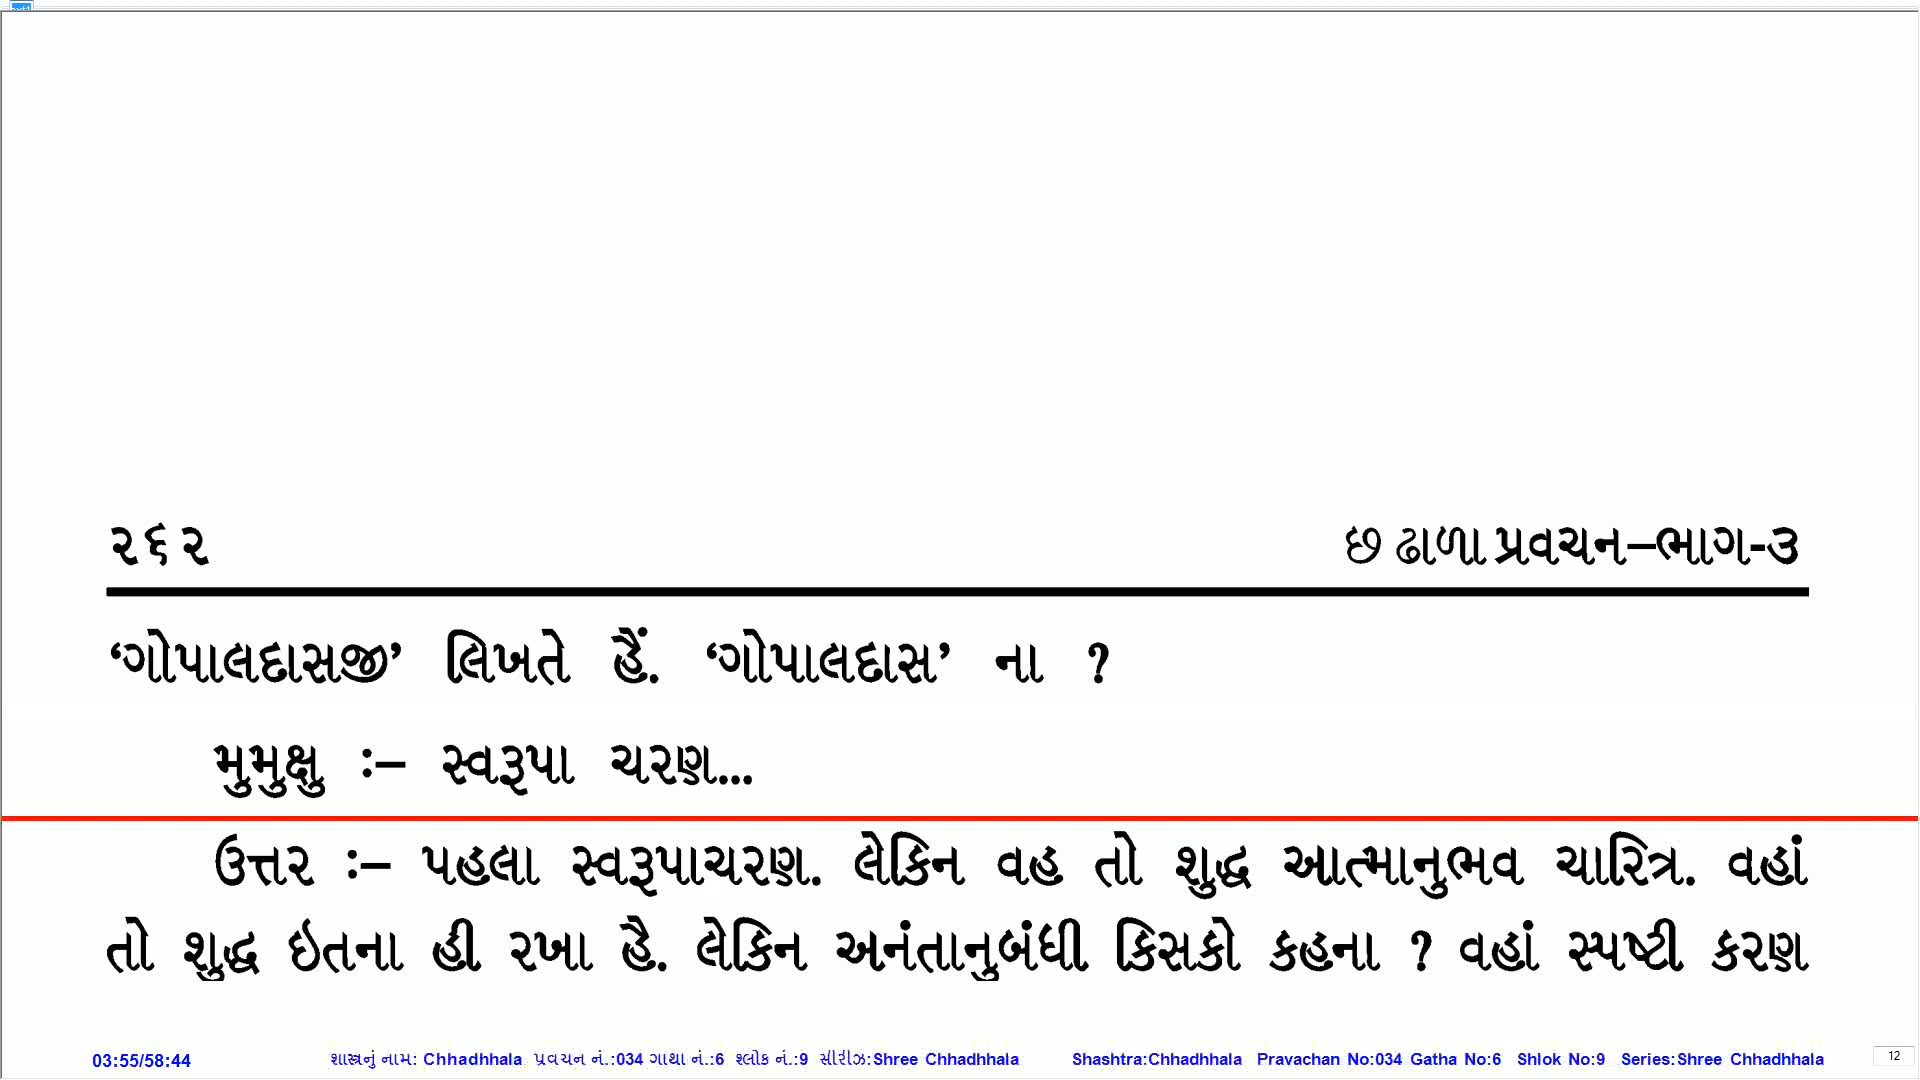 ૨૬૨ છ ઢાળા પ્રવચન–ભાગ-૩
‘ગોપાલદાસજી’ લિખતે હૈં. ‘ગોપાલદાસ’ ના ?
મુમુક્ષુ :– સ્વરૂપા ચરણ...
ઉત્તર :– પહલા સ્વરૂપાચરણ. લેકિન વહ તો શુદ્ધ આત્માનુભવ ચારિત્ર. વહાં
તો શુદ્ધ ઇતના હી રખા હૈ. લેકિન અનંતાનુબંધી કિસકો કહના ? વહાં સ્પષ્ટી કરણ
03:55/58:44 શાસ્ત્રનું નામ: Chhadhhala પ્રવચન નં.:034 ગાથા નં.:6 શ્લોક નં.:9 સીરીઝ:Shree Chhadhhala Shashtra:Chhadhhala Pravachan No:034 Gatha No:6 Shlok No:9 Series:Shree Chhadhhala 12